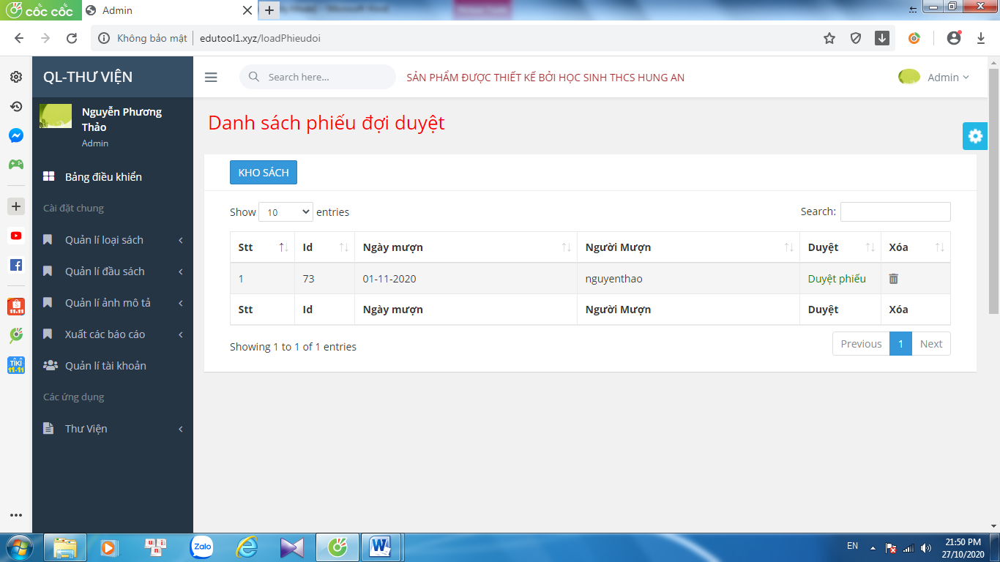 cốc cốc
Admin
Không bảo mật
edutool1.xyz/loadPhieudoi
QL-THƯ VIỆN
Search here...
SẢN PHẨM ĐƯỢC THIẾT KẾ BỞI HỌC SINH THCS HUNG AN
Admin
Nguyễn Phương
Thảo
Admin
Bảng điều khiển
Cài đặt chung
Quản lí loại sách
Quản lí đầu sách
Quản lí ảnh mô tả
Xuất các báo cáo
Quản lí tài khoản
Các ứng dụng
Thư Viện
Danh sách phiếu đợi duyệt
KHO SÁCH
Show 10 entries
Search:
Stt Id Ngày mượn Người Mượn Duyệt Xóa
1 73 01-11-2020 nguyenthao Duyệt phiếu
Stt Id Ngày mượn Người Mượn Duyệt Xóa
Showing 1 to 1 of 1 entries
Previous 1 Next
11.11
TIKI
11-11
Zalo
EN
21:50 PM
27/10/2020